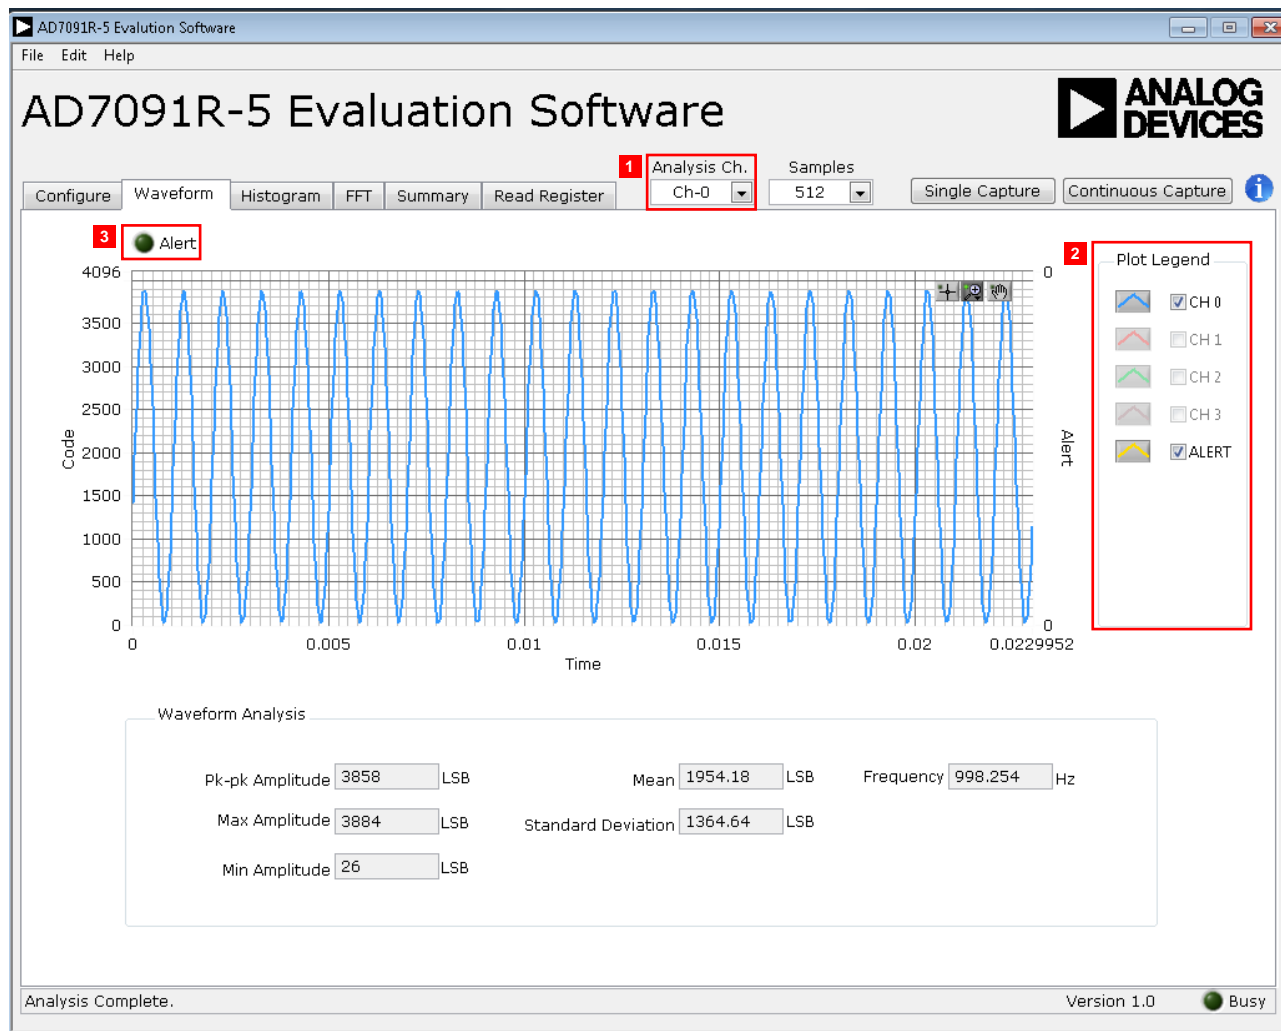 AD7091R-5 Evalution Software
File Edit Help
AD7091R-5 Evaluation Software
ANALOG
DEVICES
1 Analysis Ch. Samples
Configure Waveform Histogram FFT Summary Read Register Ch-0 512 Single Capture Continuous Capture i
3 Alert
2 Plot Legend
CH 0
CH 1
CH 2
CH 3
ALERT
4096
3500
3000
2500
2000
1500
1000
500
0
Code
0
0
Alert
0 0.005 0.01 0.015 0.02 0.0229952
Time
Waveform Analysis
Pk-pk Amplitude 3858 LSB Mean 1954.18 LSB Frequency 998.254 Hz
Max Amplitude 3884 LSB Standard Deviation 1364.64 LSB
Min Amplitude 26 LSB
Analysis Complete. Version 1.0 Busy